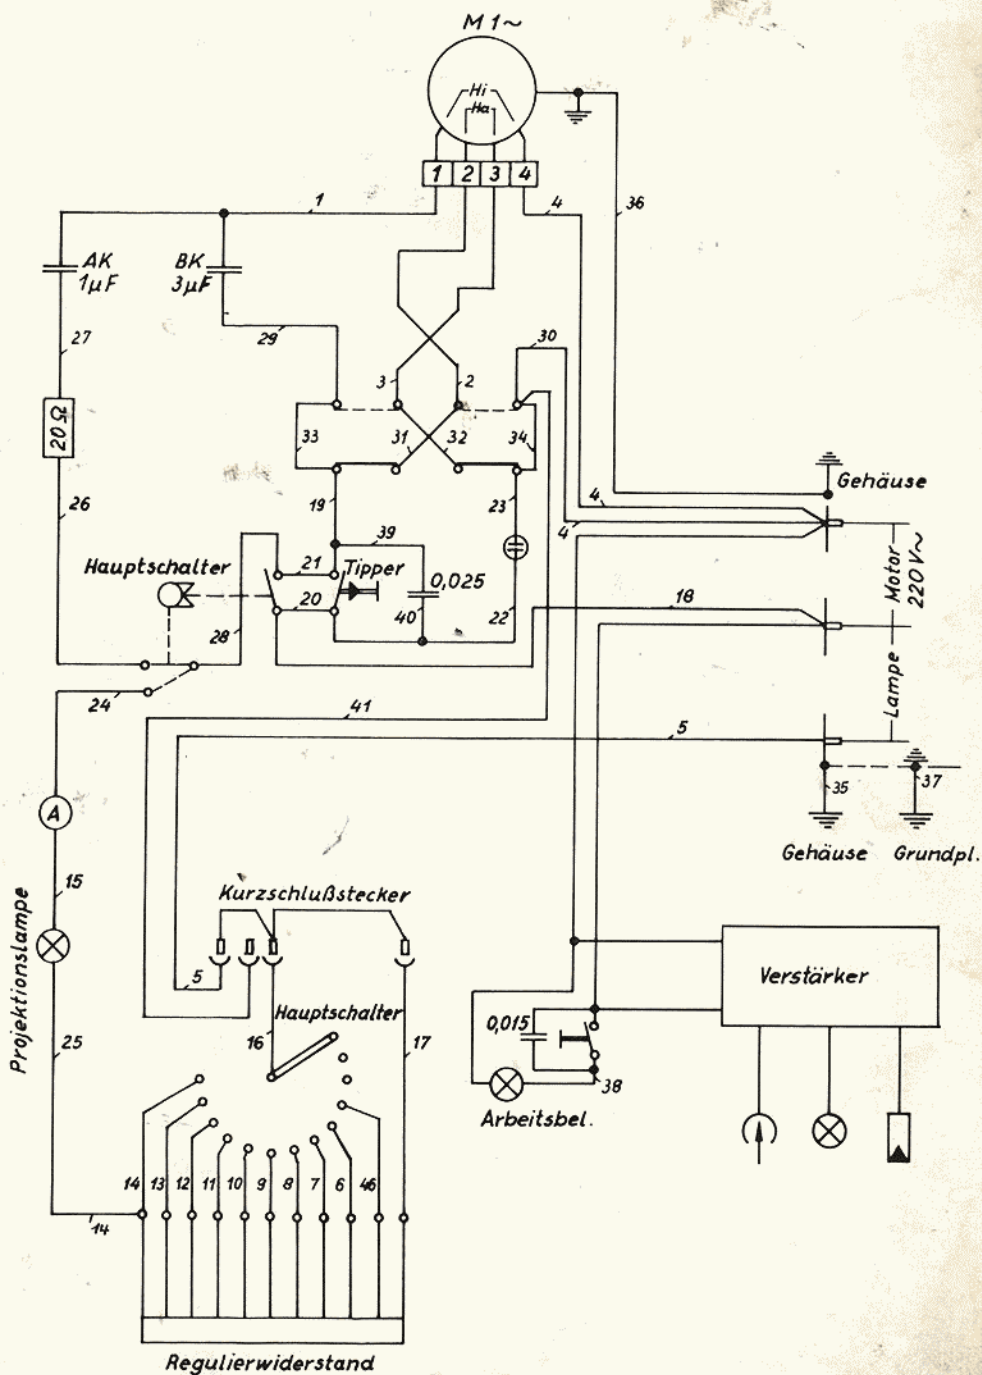 M 1~
Hi
Ha
1 2 3 4
1
4
36
AK
1µF
BK
3µF
27
29
30
3
2
20 Ω
33
31
32
34
26
19
23
4
4
Gehäuse
39
Hauptschalter
21
Tipper
0,025
20
40
22
28
18
Motor
220 V~
24
41
5
Lampe
35
37
A
Gehäuse
Grundpl.
15
Kurzschlußstecker
Projektionslampe
5
Verstärker
Hauptschalter
16
17
0,015
25
38
Arbeitsbel.
14 13 12 11 10 9 8 7 6 46
14
Regulierwiderstand